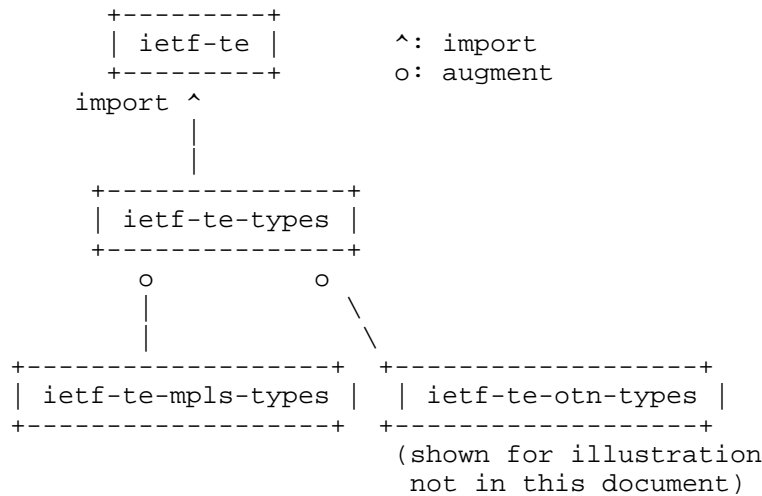 ietf-te
^: import
o: augment
import ^
ietf-te-types
o o
ietf-te-mpls-types
ietf-te-otn-types
(shown for illustration
not in this document)